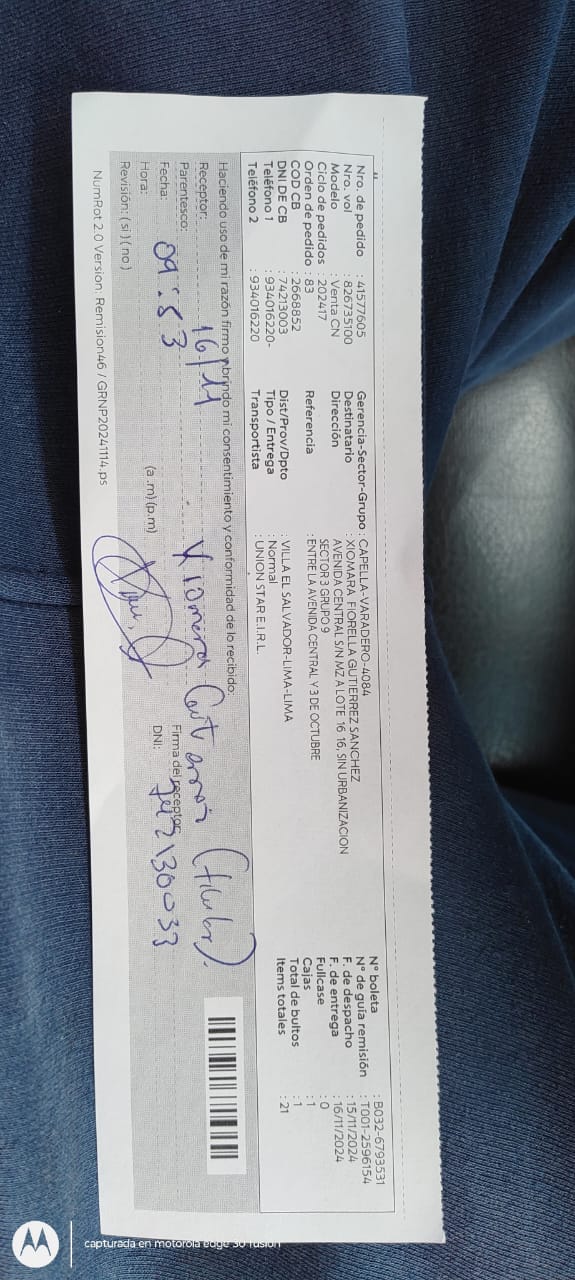 Nro. de pedido : 41577605
Nro. vol : 826735100
Modelo : Venta CN
Ciclo de pedidos : 202417
Orden de pedido : 83
COD CB : 2668852
DNI DE CB : 74213003
Teléfono 1 : 934016220-
Teléfono 2 : 934016220
Gerencia-Sector-Grupo : CAPELLA-VARADERO-4084
Destinatario : XIOMARA FIORELLA GUTIERREZ SANCHEZ
Dirección : AVENIDA CENTRAL S/N MZ A LOTE 16 16, SIN URBANIZACION
SECTOR 3 GRUPO 9
Referencia : ENTRE LA AVENIDA CENTRAL Y 3 DE OCTUBRE
Dist/Prov/Dpto : VILLA EL SALVADOR-LIMA-LIMA
Tipo / Entrega : Normal
Transportista : UNION STAR E.I.R.L.
N° boleta : B032-6793531
N° de guía remisión : T001-2596154
F. de despacho : 15/11/2024
F. de entrega : 16/11/2024
Fullcase : 0
Cajas : 1
Total de bultos : 1
Items totales : 21
Haciendo uso de mi razón firmo y brindo mi consentimiento y conformidad de lo recibido:
Receptor:
Parentesco:
16/11
Fecha:
09:53
Hora: (a.m) (p.m)
Firma del receptor:
DNI:
Revisión: ( si ) ( no )
NumRot 2.0 Version: Remision46 / GRNP20241114.ps
capturada en motorola edge 30 fusion